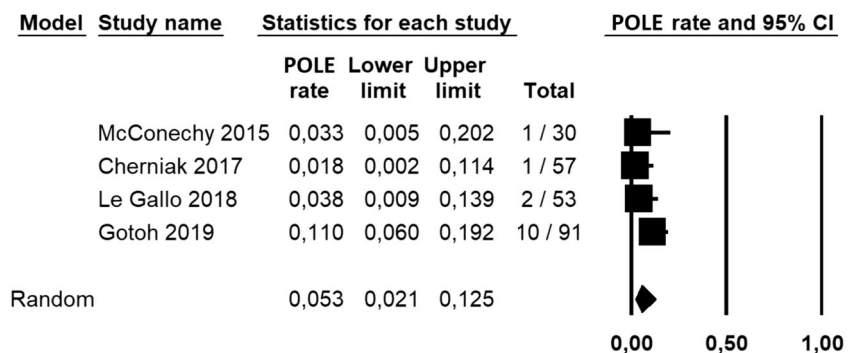 Model Study name Statistics for each study POLE rate and 95% CI
POLE Lower Upper
rate limit limit Total
McConechy 2015 0,033 0,005 0,202 1 / 30
Cherniak 2017 0,018 0,002 0,114 1 / 57
Le Gallo 2018 0,038 0,009 0,139 2 / 53
Gotoh 2019 0,110 0,060 0,192 10 / 91
Random 0,053 0,021 0,125
0,00 0,50 1,00